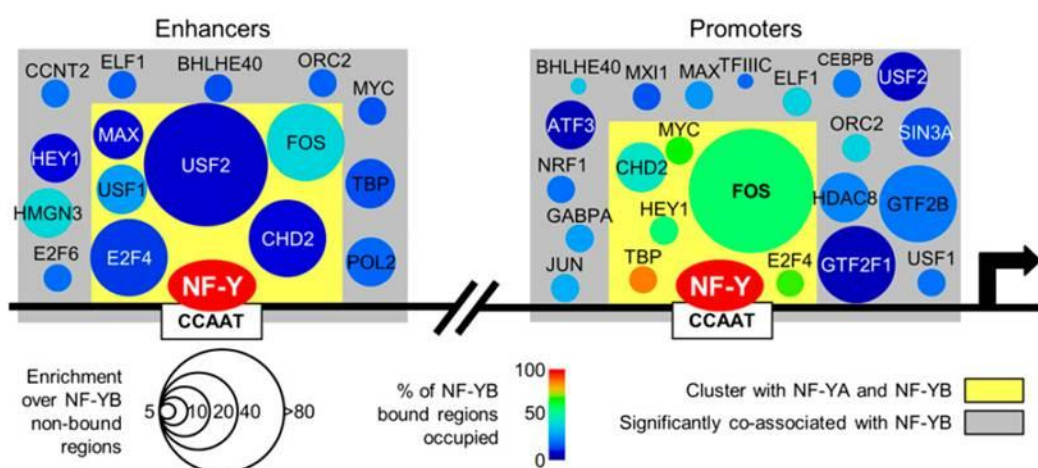 Enhancers
CCNT2
ELF1
BHLHE40
ORC2
MYC
MAX
HEY1
USF2
FOS
USF1
TBP
HMGN3
E2F4
CHD2
E2F6
POL2
NF-Y
CCAAT
Promoters
BHLHE40
MXI1
MAX
TFIIIC
ELF1
CEBPB
USF2
ATF3
MYC
ORC2
SIN3A
NRF1
CHD2
FOS
HDAC8
GTF2B
GABPA
HEY1
JUN
TBP
E2F4
GTF2F1
USF1
NF-Y
CCAAT
Enrichment
over NF-YB
non-bound
regions
5 10 20 40 >80
% of NF-YB
bound regions
occupied
100
50
0
Cluster with NF-YA and NF-YB
Significantly co-associated with NF-YB